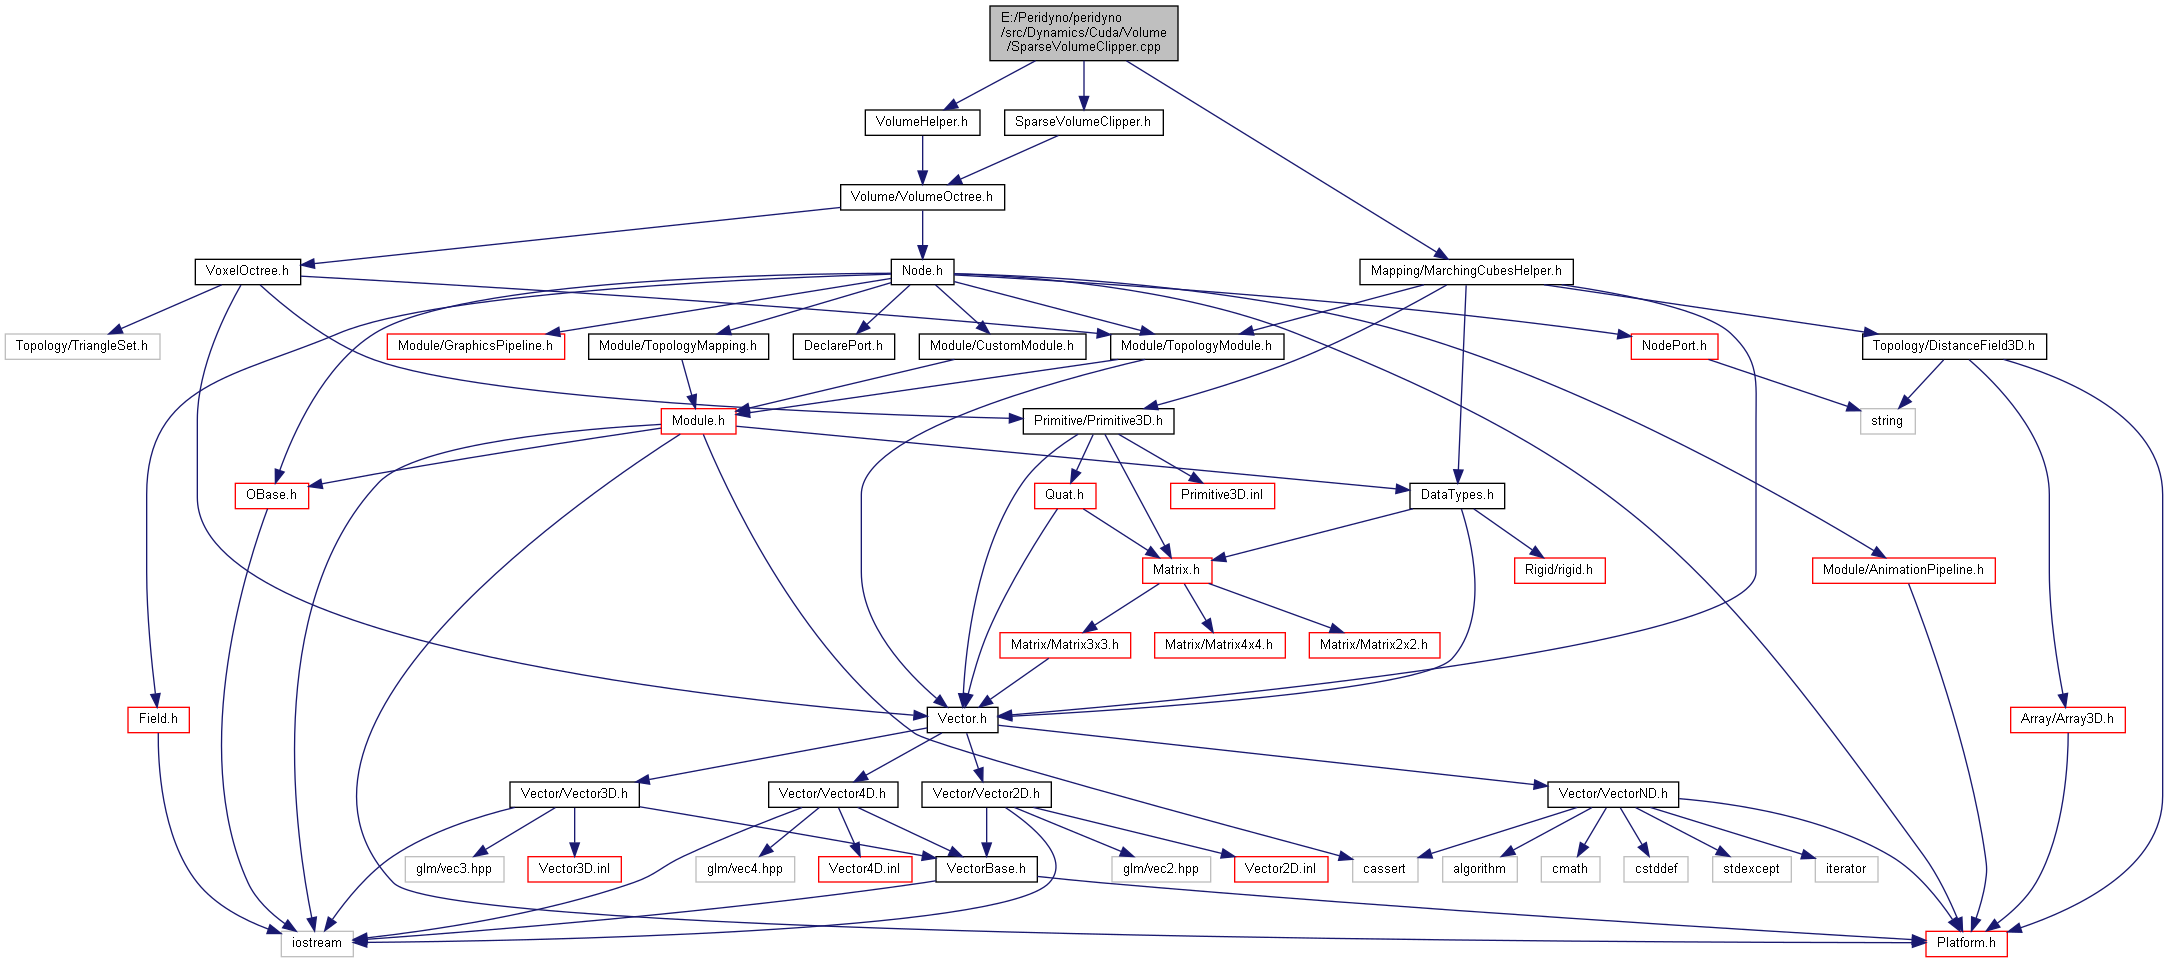 E:/Peridyno/peridyno
/src/Dynamics/Cuda/Volume
/SparseVolumeClipper.cpp
VolumeHelper.h
SparseVolumeClipper.h
Volume/VolumeOctree.h
VoxelOctree.h
Node.h
Mapping/MarchingCubesHelper.h
Topology/TriangleSet.h
Module/GraphicsPipeline.h
Module/TopologyMapping.h
DeclarePort.h
Module/CustomModule.h
Module/TopologyModule.h
NodePort.h
Topology/DistanceField3D.h
Module.h
Primitive/Primitive3D.h
string
OBase.h
Quat.h
Primitive3D.inl
DataTypes.h
Matrix.h
Rigid/rigid.h
Module/AnimationPipeline.h
Matrix/Matrix3x3.h
Matrix/Matrix4x4.h
Matrix/Matrix2x2.h
Field.h
Vector.h
Array/Array3D.h
Vector/Vector3D.h
Vector/Vector4D.h
Vector/Vector2D.h
Vector/VectorND.h
glm/vec3.hpp
Vector3D.inl
glm/vec4.hpp
Vector4D.inl
VectorBase.h
glm/vec2.hpp
Vector2D.inl
cassert
algorithm
cmath
cstddef
stdexcept
iterator
iostream
Platform.h